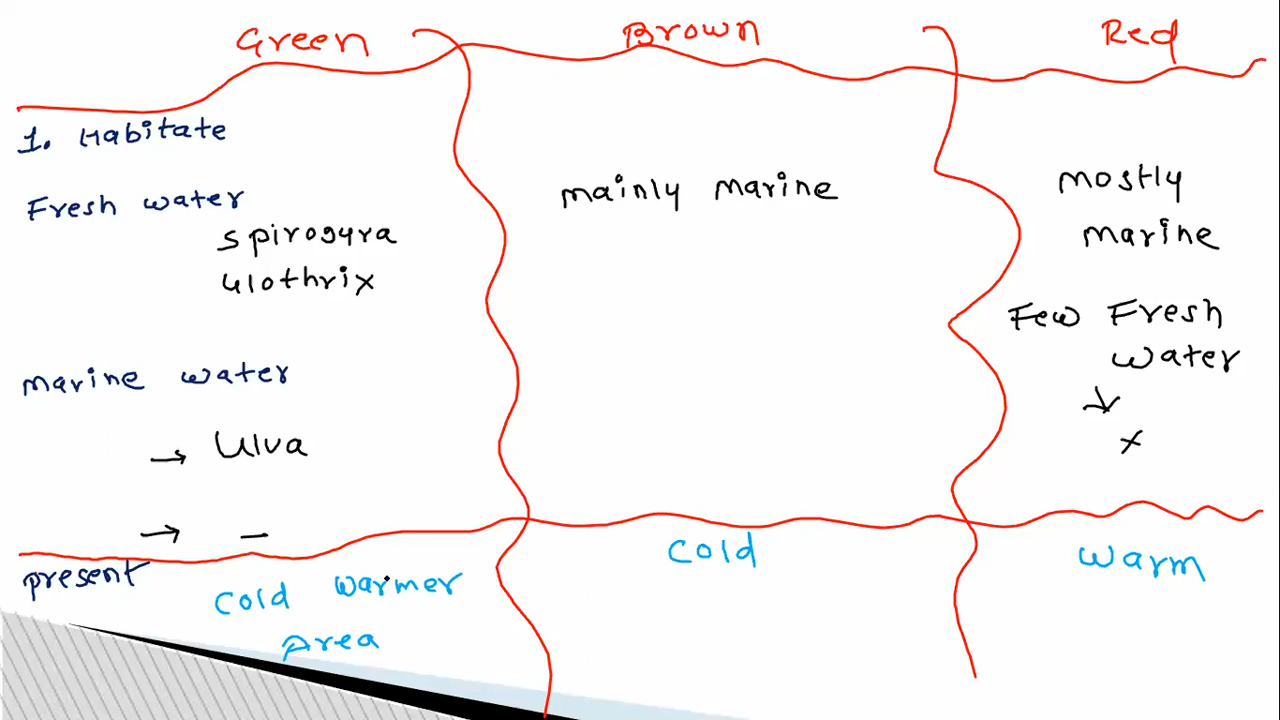 Green
Brown
Red
1. Habitate
Fresh water
spirogyra
ulothrix
marine water
→ Ulva
→ –
mainly marine
mostly
marine
Few Fresh
water
↓
x
present
cold warmer
Area
cold
warm